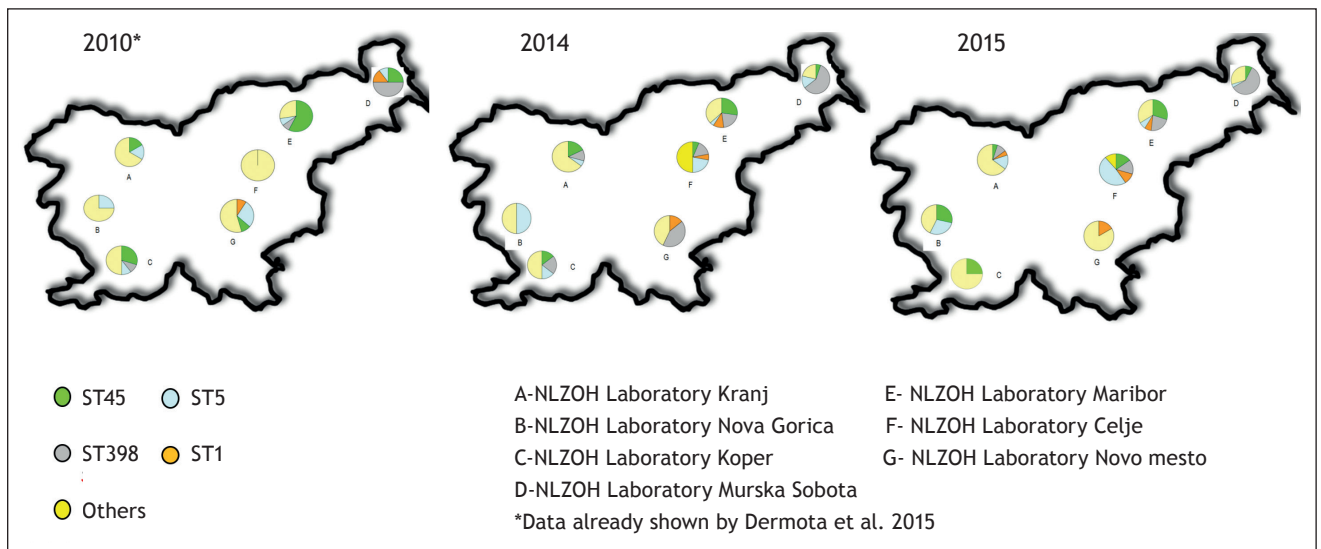 2010*
2014
2015
A
B
C
D
E
F
G
A
B
C
D
E
F
G
A
B
C
D
E
F
G
ST45
ST5
ST398
ST1
Others
A-NLZOH Laboratory Kranj
B-NLZOH Laboratory Nova Gorica
C-NLZOH Laboratory Koper
D-NLZOH Laboratory Murska Sobota
*Data already shown by Dermota et al. 2015
E- NLZOH Laboratory Maribor
F- NLZOH Laboratory Celje
G- NLZOH Laboratory Novo mesto